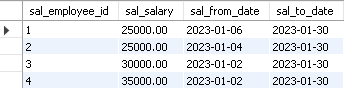 sal_employee_id sal_salary sal_from_date sal_to_date
1 25000.00 2023-01-06 2023-01-30
2 25000.00 2023-01-04 2023-01-30
3 30000.00 2023-01-02 2023-01-30
4 35000.00 2023-01-02 2023-01-30